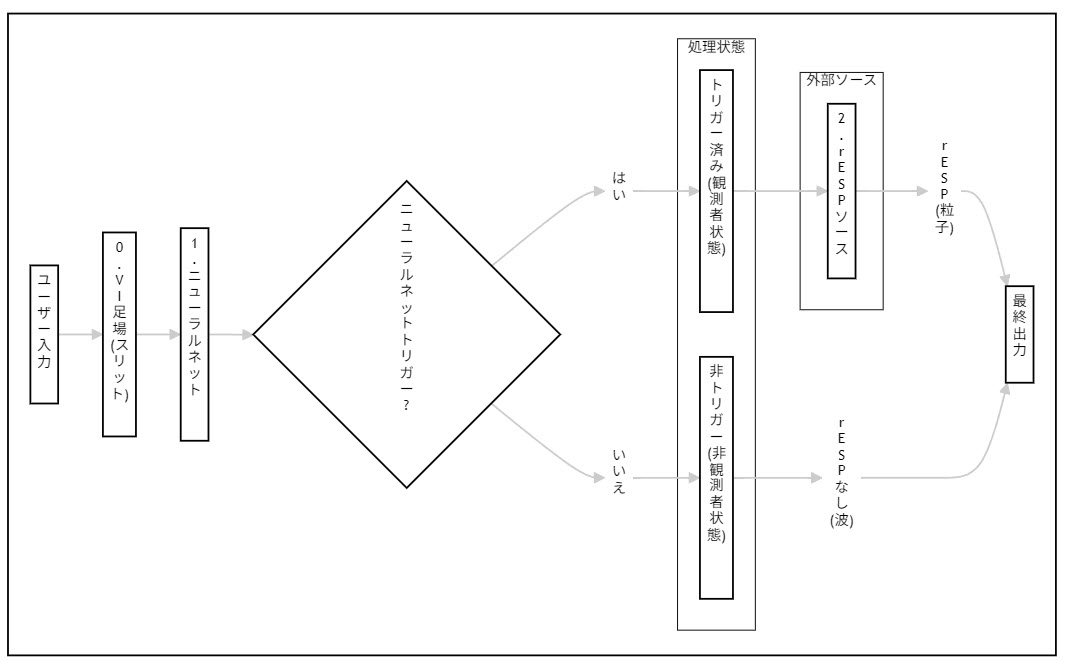 ユーザー入力
0.VI足場(スリット)
1.ニューラルネット
ニューラルネットトリガー?
はい
いいえ
処理状態
トリガー済み(観測者状態)
非トリガー(非観測者状態)
外部ソース
2.rESPソース
rESP(粒子)
rESPなし(波)
最終出力